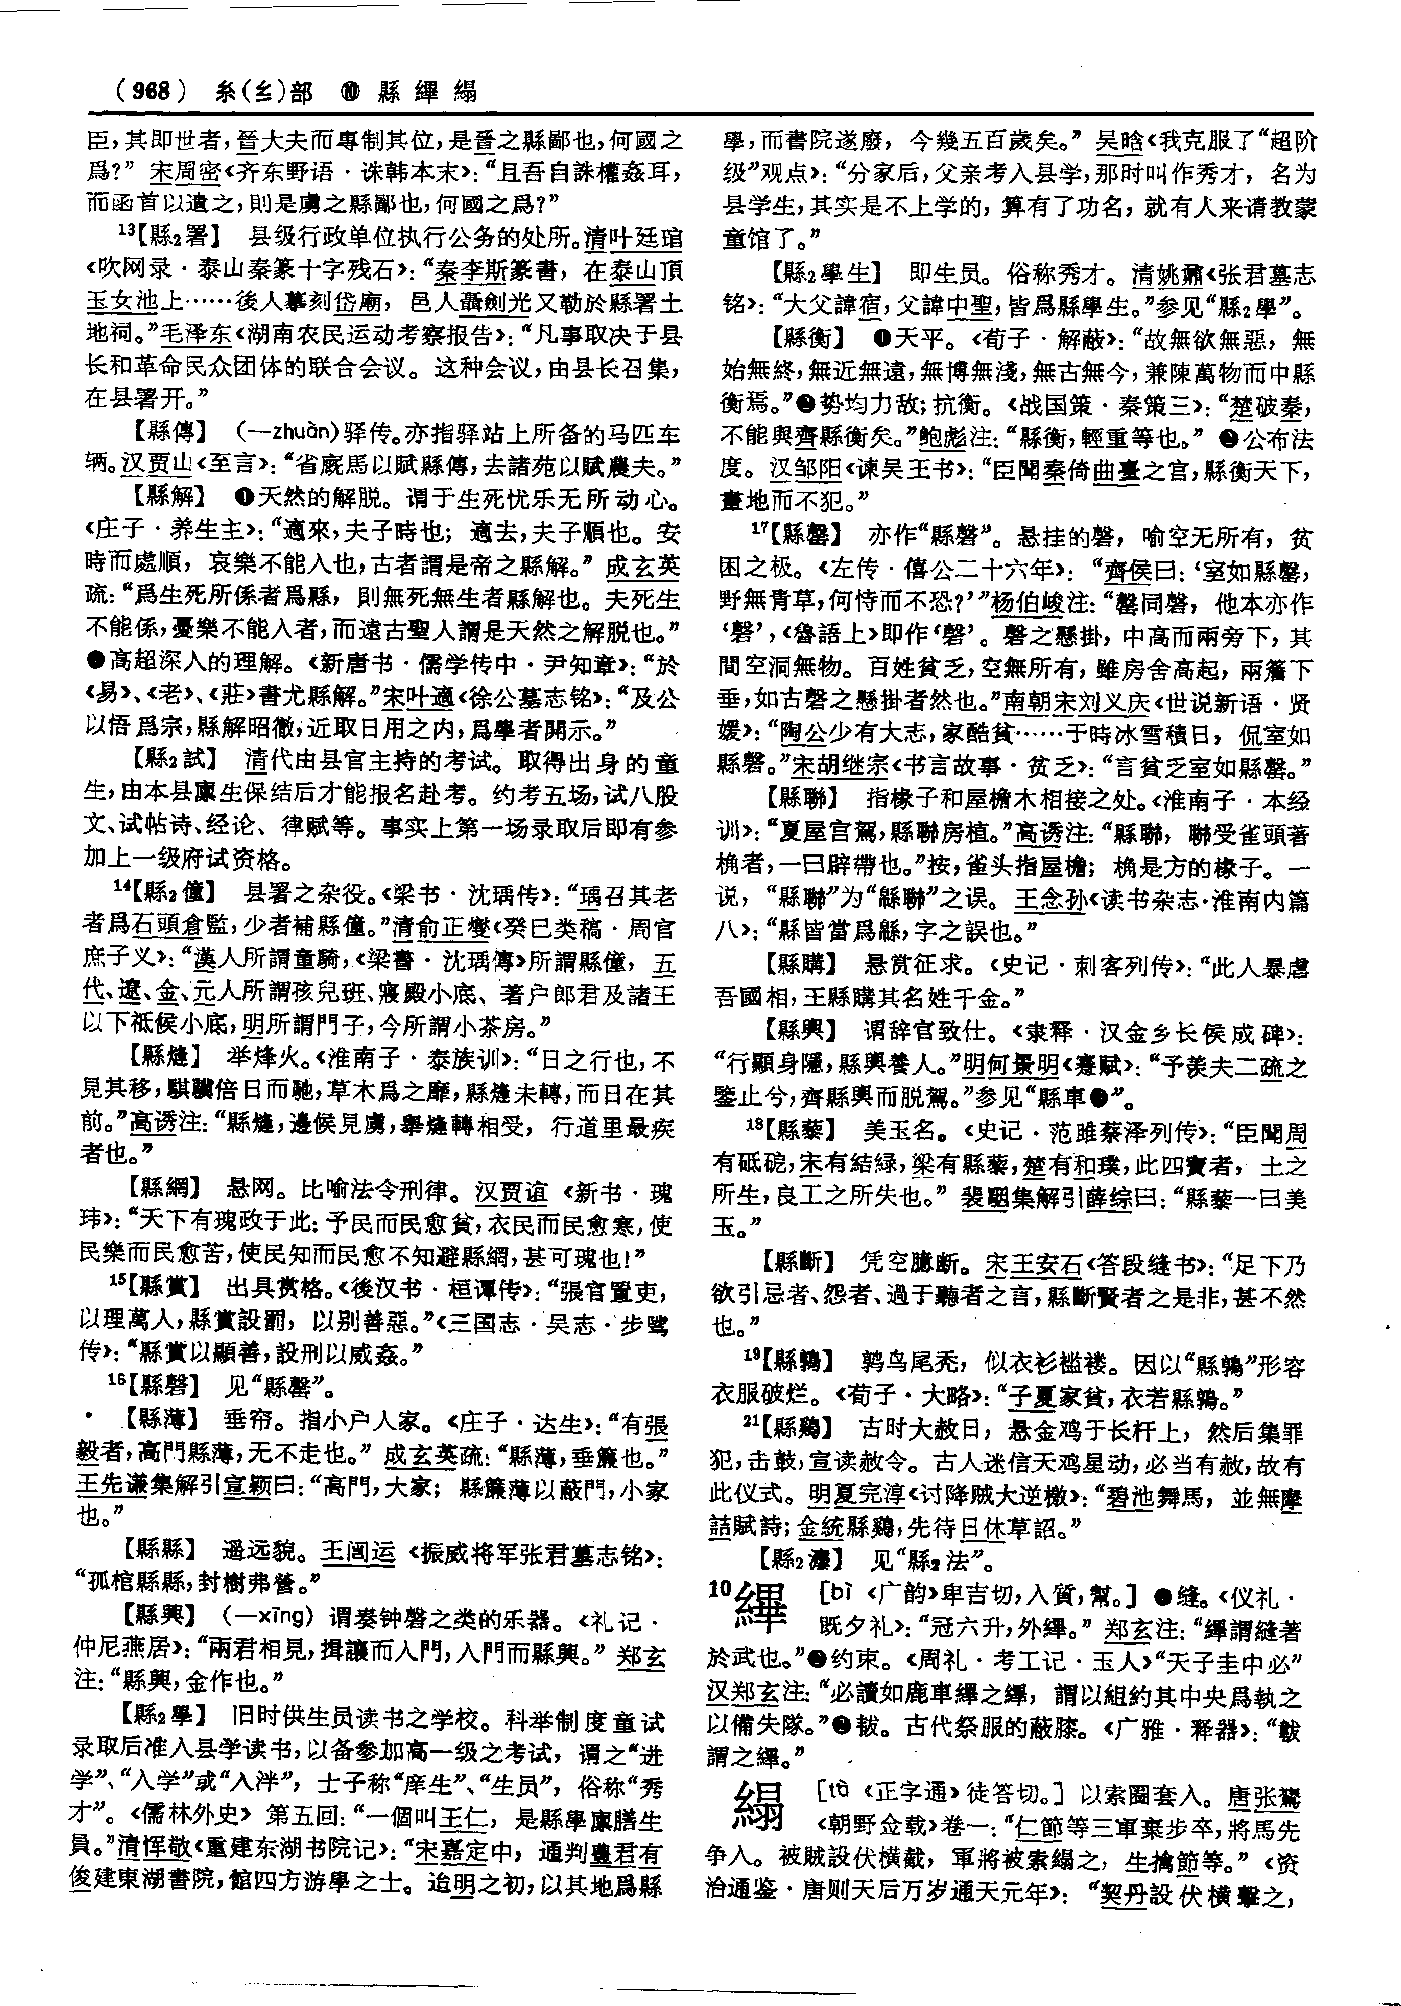 (968) 糸(纟)部 ⑩ 縣縪緆
臣，其即世者，晉大夫而專制其位，是晉之縣鄙也，何國之
爲？” 宋周密《齐东野语·诛韩本末》：“且吾自誅權姦耳，
而函首以遺之，則是虜之縣鄙也，何國之爲？”
¹³【縣₂署】 县级行政单位执行公务的处所。清叶廷琯
《吹网录·泰山秦篆十字残石》：“秦李斯篆書，在泰山頂
玉女池上……後人摹刻岱廟，邑人聶劍光又勒於縣署土
地祠。”毛泽东《湖南农民运动考察报告》：“凡事取决于县
长和革命民众团体的联合会议。这种会议，由县长召集，
在县署开。”
【縣傳】 （—zhuàn）驿传。亦指驿站上所备的马匹车
辆。汉贾山《至言》：“省廄馬以賦縣傳，去諸苑以賦農夫。”
【縣解】 ❶天然的解脱。谓于生死忧乐无所动心。
《庄子·养生主》：“適來，夫子時也；適去，夫子順也。安
時而處順，哀樂不能入也，古者謂是帝之縣解。” 成玄英
疏：“爲生死所係者爲縣，則無死無生者縣解也。夫死生
不能係，憂樂不能入者，而遠古聖人謂是天然之解脱也。”
❷高超深入的理解。《新唐书·儒学传中·尹知章》：“於
《易》、《老》、《莊》書尤縣解。”宋叶適《徐公墓志铭》：“及公
以悟爲宗，縣解昭徹，近取日用之内，爲學者開示。”
【縣₂試】 清代由县官主持的考试。取得出身的童
生，由本县廪生保结后才能报名赴考。约考五场，试八股
文、试帖诗、经论、律赋等。事实上第一场录取后即有参
加上一级府试资格。
¹⁴【縣₂僮】 县署之杂役。《梁书·沈瑀传》：“瑀召其老
者爲石頭倉監，少者補縣僮。”清俞正燮《癸巳类稿·周官
庶子义》：“漢人所謂童騎，《梁書·沈瑀傳》所謂縣僮，五
代、遼、金、元人所謂孩兒班、寢殿小底、著户郎君及諸王
以下祗候小底，明所謂門子，今所謂小茶房。”
【縣熢】 举烽火。《淮南子·泰族训》：“日之行也，不
見其移，騏驥倍日而馳，草木爲之靡，縣熢未轉，而日在其
前。”高诱注：“縣熢，邊候見虜，舉熢轉相受，行道里最疾
者也。”
【縣網】 悬网。比喻法令刑律。汉贾谊《新书·瑰
玮》：“天下有瑰政于此：予民而民愈貧，衣民而民愈寒，使
民樂而民愈苦，使民知而民愈不知避縣網，甚可瑰也！”
¹⁵【縣賞】 出具赏格。《後汉书·桓谭传》：“張官置吏，
以理萬人，縣賞設罰，以别善惡。”《三國志·吴志·步骘
传》：“縣賞以顯善，設刑以威姦。”
¹⁶【縣磬】 见“縣罄”。
【縣薄】 垂帘。指小户人家。《庄子·达生》：“有張
毅者，高門縣薄，无不走也。” 成玄英疏：“縣薄，垂簾也。”
王先谦集解引宣颖曰：“高門，大家；縣簾薄以蔽門，小家
也。”
【縣縣】 遥远貌。王闿运《振威将军张君墓志铭》：
“孤棺縣縣，封樹弗營。”
【縣興】 （—xīng）谓奏钟磬之类的乐器。《礼记·
仲尼燕居》：“兩君相見，揖讓而入門，入門而縣興。” 郑玄
注：“縣興，金作也。”
【縣₂學】 旧时供生员读书之学校。科举制度童试
录取后准入县学读书，以备参加高一级之考试，谓之“进
学”、“入学”或“入泮”，士子称“庠生”、“生员”，俗称“秀
才”。《儒林外史》第五回：“一個叫王仁，是縣學廪膳生
員。”清恽敬《重建东湖书院记》：“宋嘉定中，通判豐君有
俊建東湖書院，館四方游學之士。迨明之初，以其地爲縣
學，而書院遂廢，今幾五百歲矣。” 吴晗《我克服了“超阶
级”观点》：“分家后，父亲考入县学，那时叫作秀才，名为
县学生，其实是不上学的，算有了功名，就有人来请教蒙
童馆了。”
【縣₂學生】 即生员。俗称秀才。清姚鼐《张君墓志
铭》：“大父諱宿，父諱中聖，皆爲縣學生。”参见“縣₂學”。
【縣衡】 ❶天平。《荀子·解蔽》：“故無欲無惡，無
始無終，無近無遠，無博無淺，無古無今，兼陳萬物而中縣
衡焉。”❷势均力敌；抗衡。《战国策·秦策三》：“楚破秦，
不能與齊縣衡矣。”鲍彪注：“縣衡，輕重等也。” ❸公布法
度。汉邹阳《谏吴王书》：“臣聞秦倚曲臺之宫，縣衡天下，
畫地而不犯。”
¹⁷【縣罄】 亦作“縣磬”。悬挂的磬，喻空无所有，贫
困之极。《左传·僖公二十六年》：“齊侯曰：‘室如縣罄，
野無青草，何恃而不恐？’”杨伯峻注：“罄同磬，他本亦作
‘磬’，《魯語上》即作‘磬’。磬之懸掛，中高而兩旁下，其
間空洞無物。百姓貧乏，空無所有，雖房舍高起，兩簷下
垂，如古磬之懸掛者然也。”南朝宋刘义庆《世说新语·贤
媛》：“陶公少有大志，家酷貧……于時冰雪積日，侃室如
縣磬。”宋胡继宗《书言故事·贫乏》：“言貧乏室如縣罄。”
【縣聯】 指椽子和屋檐木相接之处。《淮南子·本经
训》：“夏屋宫駕，縣聯房植。”高诱注：“縣聯，聯受雀頭著
桷者，一曰辟帶也。”按，雀头指屋檐；桷是方的椽子。一
说，“縣聯”为“緜聯”之误。王念孙《读书杂志·淮南内篇
八》：“縣皆當爲緜，字之誤也。”
【縣購】 悬赏征求。《史记·刺客列传》：“此人暴虐
吾國相，王縣購其名姓千金。”
【縣輿】 谓辞官致仕。《隶释·汉金乡长侯成碑》：
“行顯身隱，縣輿養人。”明何景明《蹇赋》：“予羡夫二疏之
鑒止兮，齊縣輿而脱駕。”参见“縣車❷”。
¹⁸【縣藜】 美玉名。《史记·范雎蔡泽列传》：“臣聞周
有砥砨，宋有結緑，梁有縣藜，楚有和璞，此四寶者，土之
所生，良工之所失也。” 裴駰集解引薛综曰：“縣藜一曰美
玉。”
【縣斷】 凭空臆断。宋王安石《答段缝书》：“足下乃
欲引忌者、怨者、過于聽者之言，縣斷賢者之是非，甚不然
也。”
¹⁹【縣鶉】 鹑鸟尾秃，似衣衫褴褛。因以“縣鶉”形容
衣服破烂。《荀子·大略》：“子夏家貧，衣若縣鶉。”
²¹【縣鷄】 古时大赦日，悬金鸡于长杆上，然后集罪
犯，击鼓，宣读赦令。古人迷信天鸡星动，必当有赦，故有
此仪式。明夏完淳《讨降贼大逆檄》：“碧池舞馬，並無摩
詰賦詩；金統縣鷄，先待日休草詔。”
【縣₂灋】 见“縣₂法”。
¹⁰縪 [bì 《广韵》卑吉切，入質，幫。] ❶缝。《仪礼·
既夕礼》：“冠六升，外縪。” 郑玄注：“縪謂縫著
於武也。”❷约束。《周礼·考工记·玉人》“天子圭中必”
汉郑玄注：“必讀如鹿車縪之縪，謂以組約其中央爲執之
以備失隊。”❸韍。古代祭服的蔽膝。《广雅·释器》：“韍
謂之縪。”
[tà 《正字通》徒答切。] 以索圈套入。唐张鷟
《朝野佥载》卷一：“仁節等三軍棄步卒，將馬先
争入。被賊設伏横截，軍將被索緆之，生擒節等。” 《资
治通鉴·唐则天后万岁通天元年》：“契丹設伏横擊之，